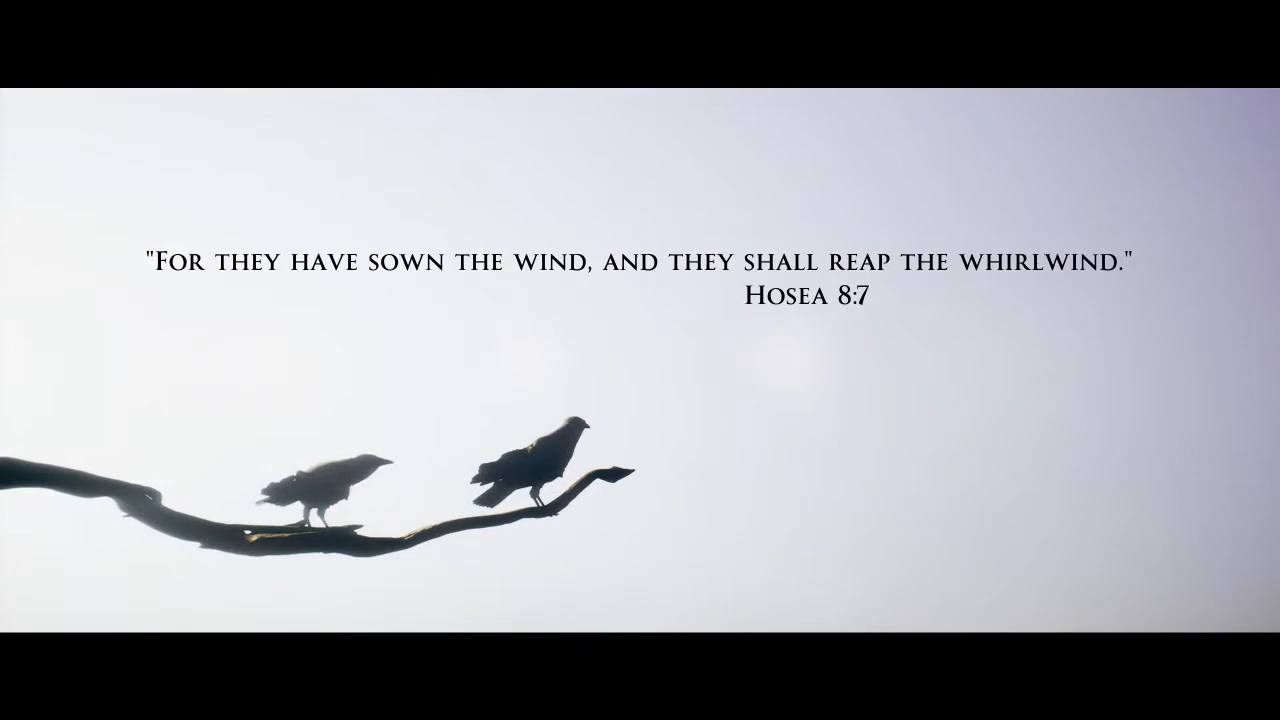 "For they have sown the wind, and they shall reap the whirlwind."
Hosea 8:7